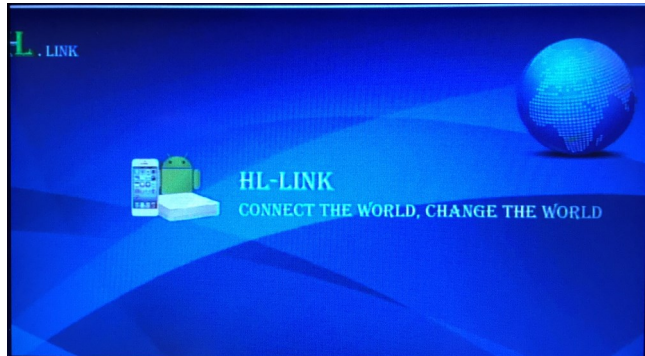 HL . LINK
HL-LINK
CONNECT THE WORLD, CHANGE THE WORLD